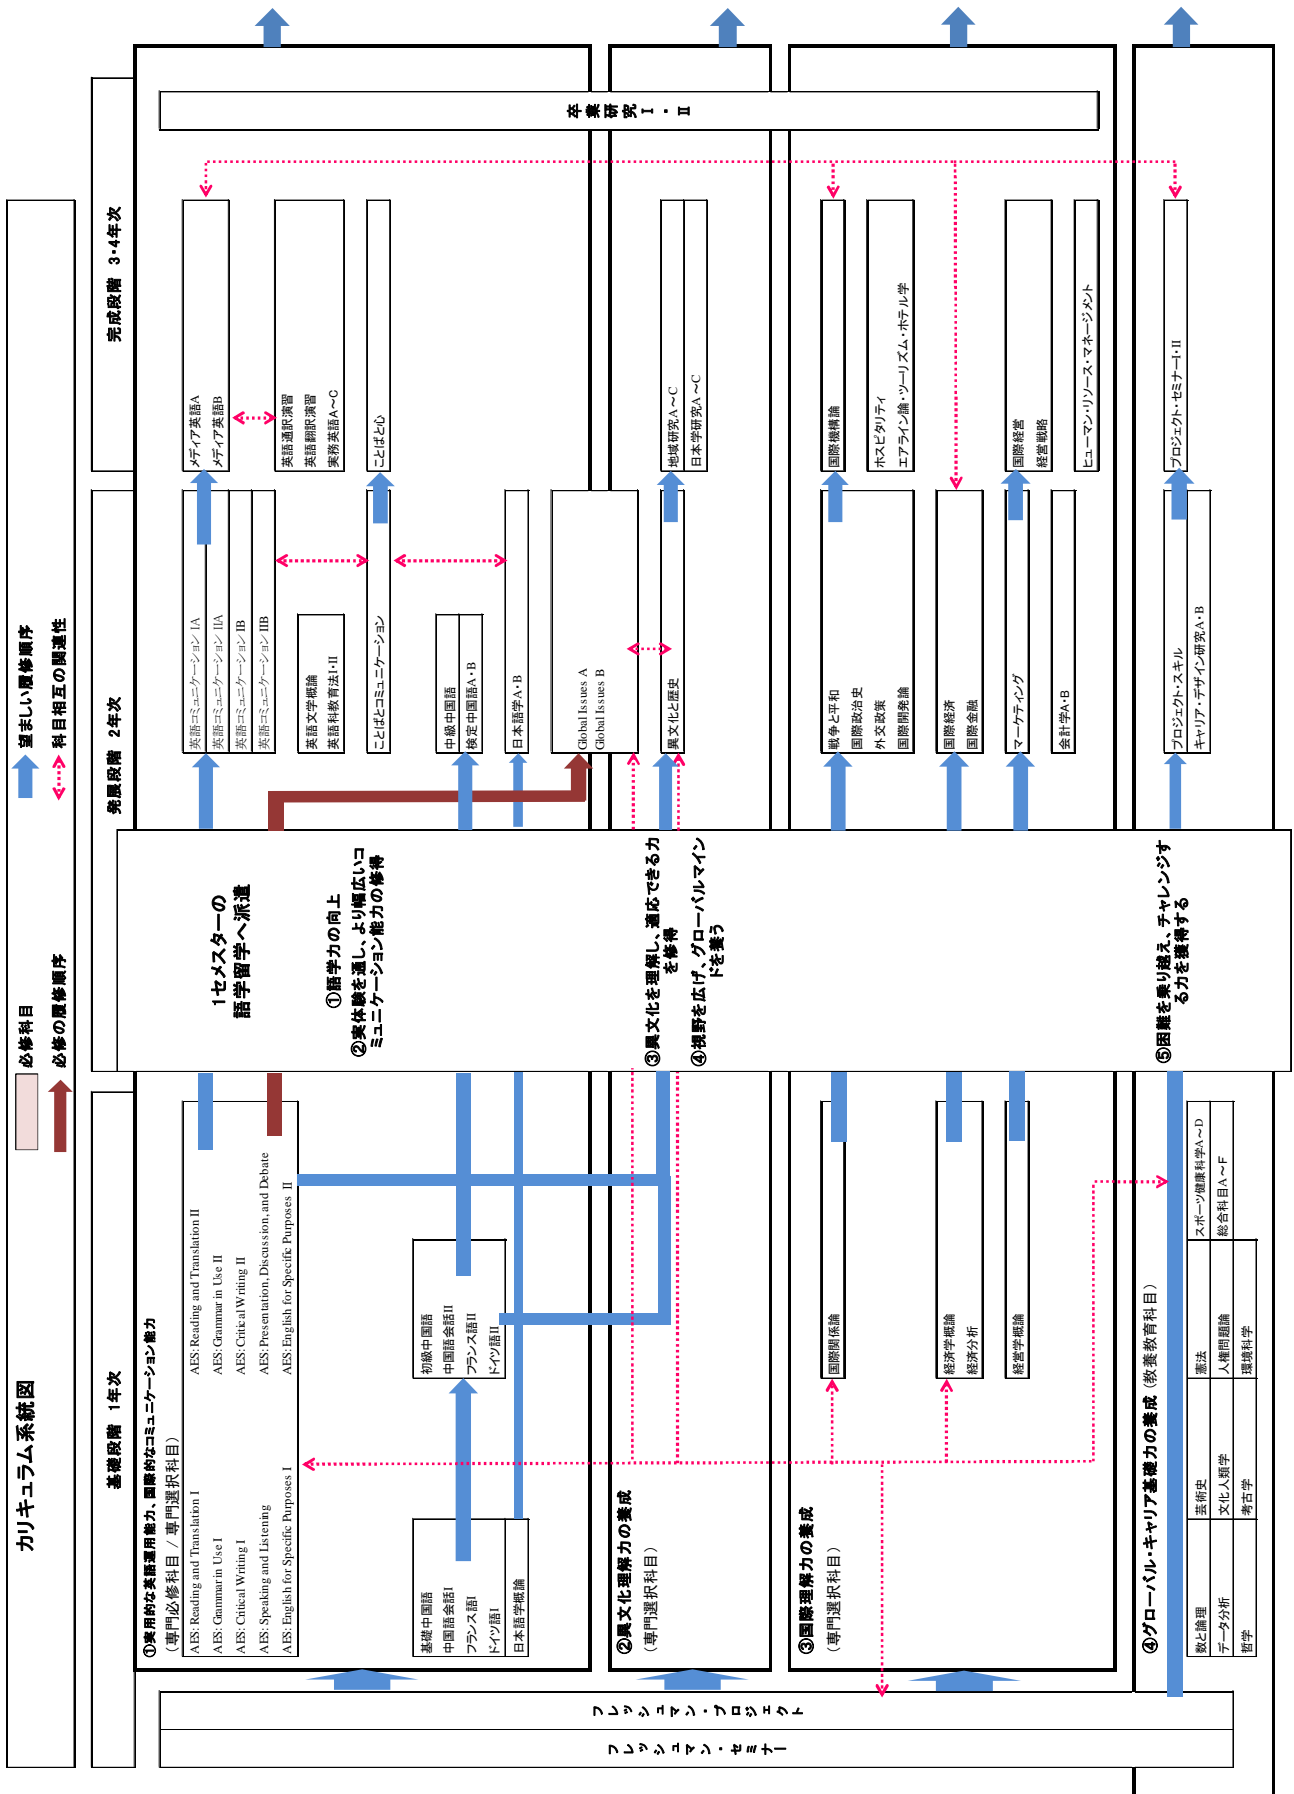 カリキュラム系統図
必修科目
必修の履修順序
望ましい履修順序
科目相互の関連性
基礎段階 1年次
発展段階 2年次
完成段階 3・4年次
フレッシュマン・セミナー
フレッシュマン・プロジェクト
①実用的な英語運用能力、国際的なコミュニケーション能力
（専門必修科目 / 専門選択科目）
AES: Reading and Translation I
AES: Grammar in Use I
AES: Critical Writing I
AES: Speaking and Listening
AES: English for Specific Purposes I
AES: Reading and Translation II
AES: Grammar in Use II
AES: Critical Writing II
AES: Presentation, Discussion, and Debate
AES: English for Specific Purposes II
基礎中国語
中国語会話I
フランス語I
ドイツ語I
日本語学概論
初級中国語
中国語会話II
フランス語II
ドイツ語II
1セメスターの
語学留学へ派遣
①語学力の向上
②実体験を通し、より幅広いコ
ミュニケーション能力の修得
③異文化を理解し、適応できる力
を修得
④視野を広げ、グローバルマイン
ドを養う
⑤困難を乗り越え、チャレンジす
る力を獲得する
英語コミュニケーション IA
英語コミュニケーション IIA
英語コミュニケーション IB
英語コミュニケーション IIB
英語文学概論
英語科教育法I・II
ことばとコミュニケーション
中級中国語
検定中国語A・B
日本語学A・B
Global Issues A
Global Issues B
メディア英語A
メディア英語B
英語通訳演習
英語翻訳演習
実務英語A～C
ことばと心
②異文化理解力の養成
（専門選択科目）
異文化と歴史
地域研究A～C
日本学研究A～C
③国際理解力の養成
（専門選択科目）
国際関係論
経済学概論
経済分析
経営学概論
戦争と平和
国際政治史
外交政策
国際開発論
国際経済
国際金融
マーケティング
会計学A・B
国際機構論
ホスピタリティ
エアライン論・ツーリズム・ホテル学
国際経営
経営戦略
ヒューマン・リソース・マネージメント
④グローバル・キャリア基礎力の養成（教養教育科目）
数と論理
データ分析
哲学
芸術史
文化人類学
考古学
憲法
人権問題論
環境科学
スポーツ健康科学A～D
総合科目A～F
プロジェクト・スキル
キャリア・デザイン研究A・B
プロジェクト・セミナーI・II
卒業研究Ⅰ・Ⅱ